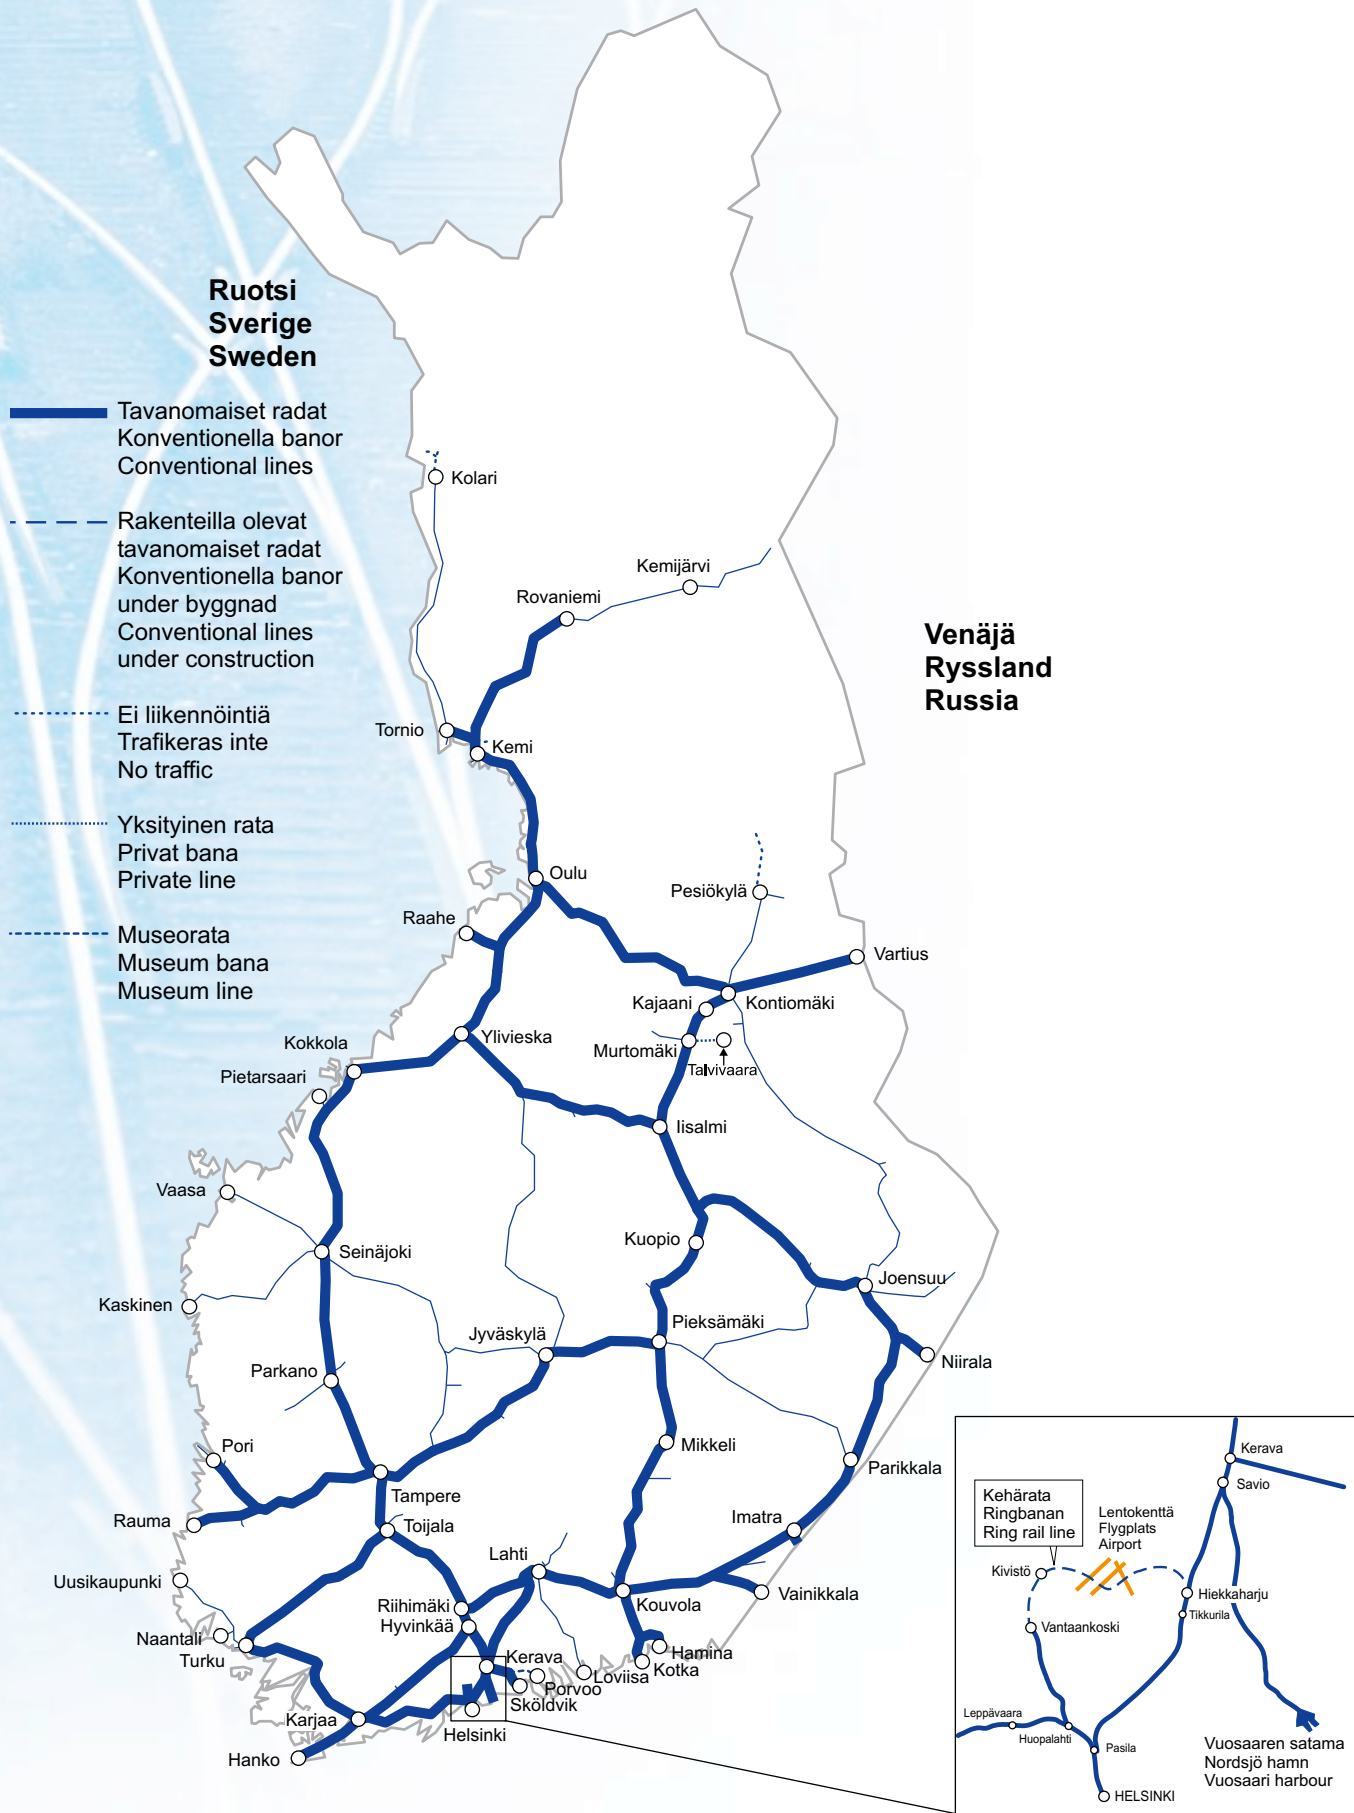 Ruotsi
Sverige
Sweden
Tavanomaiset radat
Konventionella banor
Conventional lines
Rakenteilla olevat
tavanomaiset radat
Konventionella banor
under byggnad
Conventional lines
under construction
Ei liikennöintiä
Trafikeras inte
No traffic
Yksityinen rata
Privat bana
Private line
Museorata
Museum bana
Museum line
Venäjä
Ryssland
Russia
Kolari
Kemijärvi
Rovaniemi
Tornio
Kemi
Oulu
Pesiökylä
Raahe
Vartius
Kajaani
Kontiomäki
Ylivieska
Kokkola
Murtomäki
Talvivaara
Pietarsaari
Iisalmi
Vaasa
Kuopio
Seinäjoki
Joensuu
Kaskinen
Pieksämäki
Jyväskylä
Niirala
Parkano
Pori
Mikkeli
Parikkala
Tampere
Rauma
Toijala
Imatra
Lahti
Uusikaupunki
Vainikkala
Riihimäki
Kouvola
Hyvinkää
Naantali
Turku
Kerava
Hamina
Kotka
Loviisa
Porvoo
Sköldvik
Karjaa
Helsinki
Hanko
Kerava
Savio
Kehärata
Ringbanan
Ring rail line
Lentokenttä
Flygplats
Airport
Kivistö
Hiekkaharju
Tikkurila
Vantaankoski
Leppävaara
Huopalahti
Pasila
Vuosaaren satama
Nordsjö hamn
Vuosaari harbour
HELSINKI